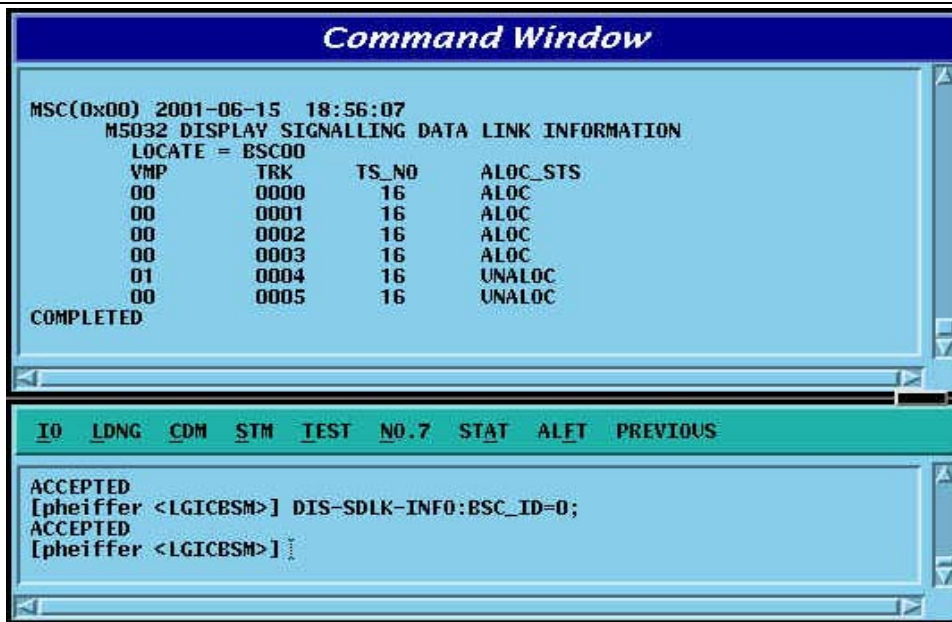 Command Window
MSC(0x00) 2001-06-15 18:56:07
M5032 DISPLAY SIGNALLING DATA LINK INFORMATION
LOCATE = BSC00
VMP TRK TS_NO ALOC_STS
00 0000 16 ALOC
00 0001 16 ALOC
00 0002 16 ALOC
00 0003 16 ALOC
01 0004 16 UNALOC
00 0005 16 UNALOC
COMPLETED
IO LDNG CDM STM TEST NO.7 STAT ALFT PREVIOUS
ACCEPTED
[pheiffer <LGICBSM>] DIS-SDLK-INFO:BSC_ID=0;
ACCEPTED
[pheiffer <LGICBSM>]